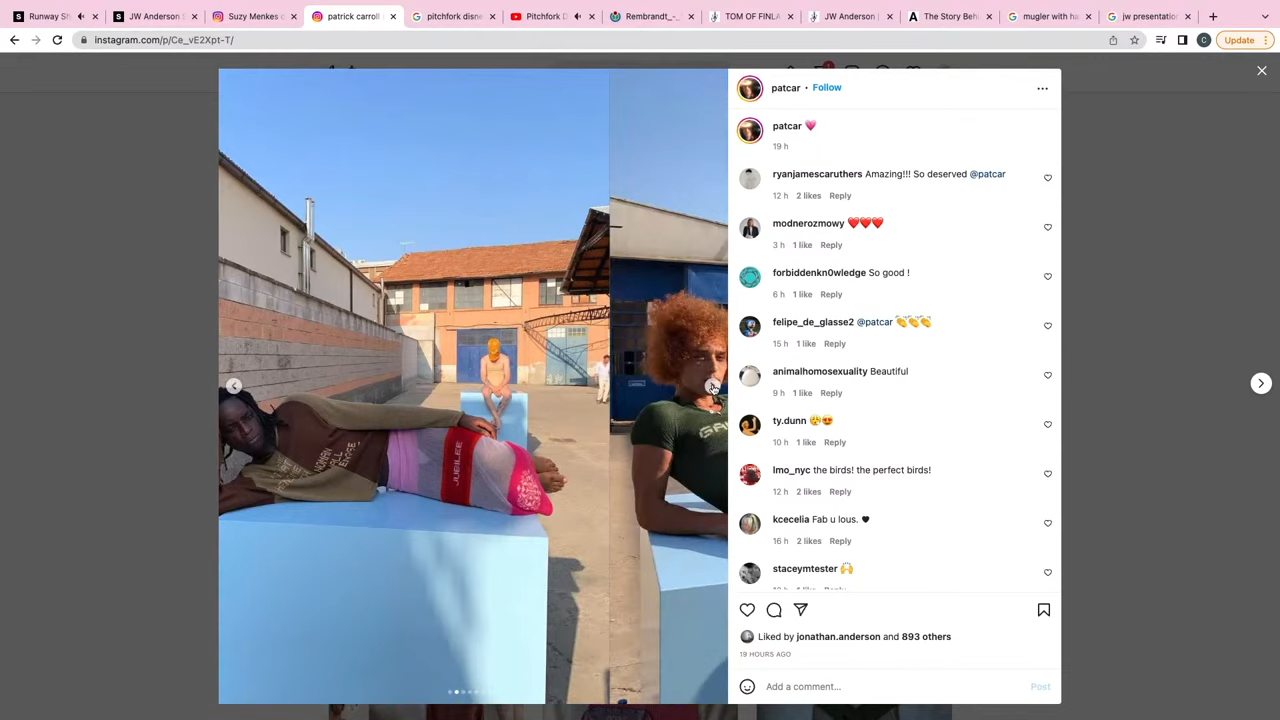 Runway Sh
JW Anderson S
Suzy Menkes o
patrick carroll
pitchfork disne
Pitchfork D
Rembrandt_-_
TOM OF FINLA
JW Anderson |
The Story Behi
mugler with ha
jw presentation
instagram.com/p/Ce_vE2Xpt-T/
C
Update
patcar • Follow
patcar 💗
19 h
ryanjamescaruthers Amazing!!! So deserved @patcar
12 h 2 likes Reply
modnerozmowy ❤️❤️❤️
3 h 1 like Reply
forbiddenkn0wledge So good !
6 h 1 like Reply
felipe_de_glasse2 @patcar 👏👏👏
15 h 1 like Reply
animalhomosexuality Beautiful
9 h 1 like Reply
ty.dunn 😚😍
10 h 1 like Reply
lmo_nyc the birds! the perfect birds!
12 h 2 likes Reply
kcecelia Fab u lous. 🖤
16 h 2 likes Reply
staceymtester 🙌
Liked by jonathan.anderson and 893 others
19 HOURS AGO
Add a comment...
Post
JUBILEE